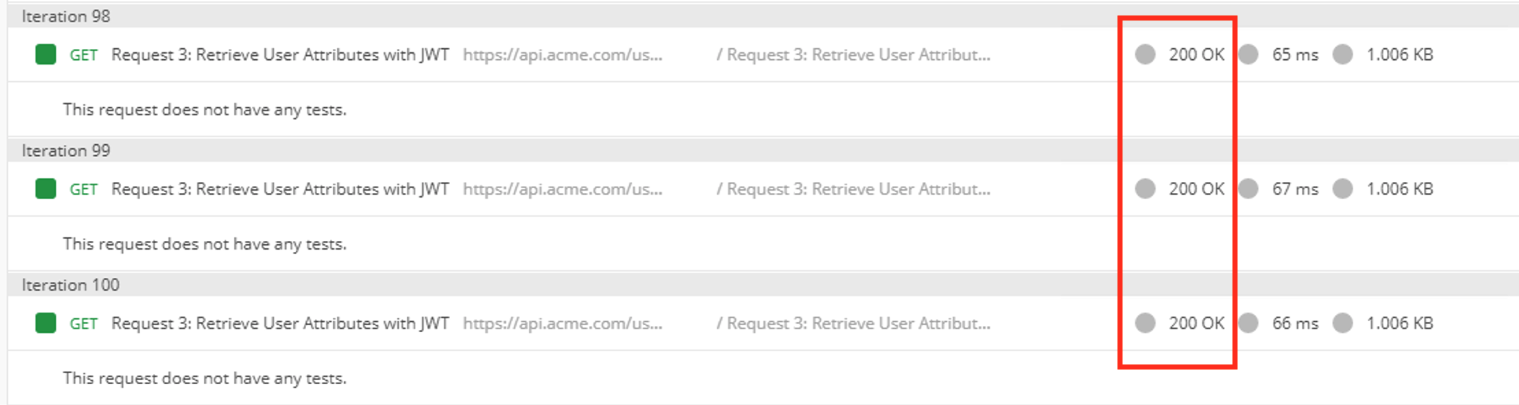 Iteration 98
GET Request 3: Retrieve User Attributes with JWT https://api.acme.com/us... / Request 3: Retrieve User Attribut... 200 OK 65 ms 1.006 KB
This request does not have any tests.
Iteration 99
GET Request 3: Retrieve User Attributes with JWT https://api.acme.com/us... / Request 3: Retrieve User Attribut... 200 OK 67 ms 1.006 KB
This request does not have any tests.
Iteration 100
GET Request 3: Retrieve User Attributes with JWT https://api.acme.com/us... / Request 3: Retrieve User Attribut... 200 OK 66 ms 1.006 KB
This request does not have any tests.